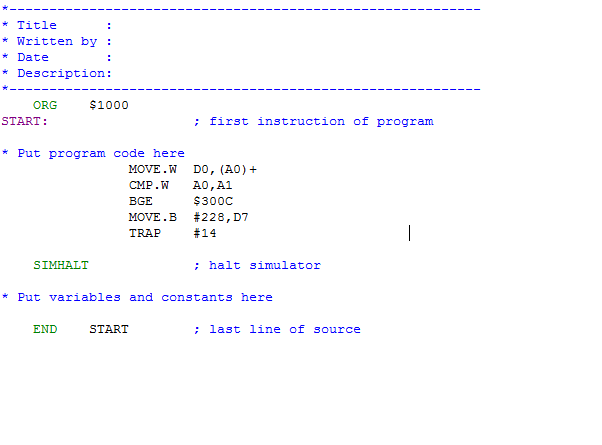 *-----------------------------------------------------------
* Title      :
* Written by :
* Date       :
* Description:
*-----------------------------------------------------------
    ORG    $1000
START:                  ; first instruction of program
* Put program code here
                MOVE.W  D0,(A0)+
                CMP.W   A0,A1
                BGE     $300C
                MOVE.B  #228,D7
                TRAP    #14
    SIMHALT             ; halt simulator
* Put variables and constants here
    END    START        ; last line of source